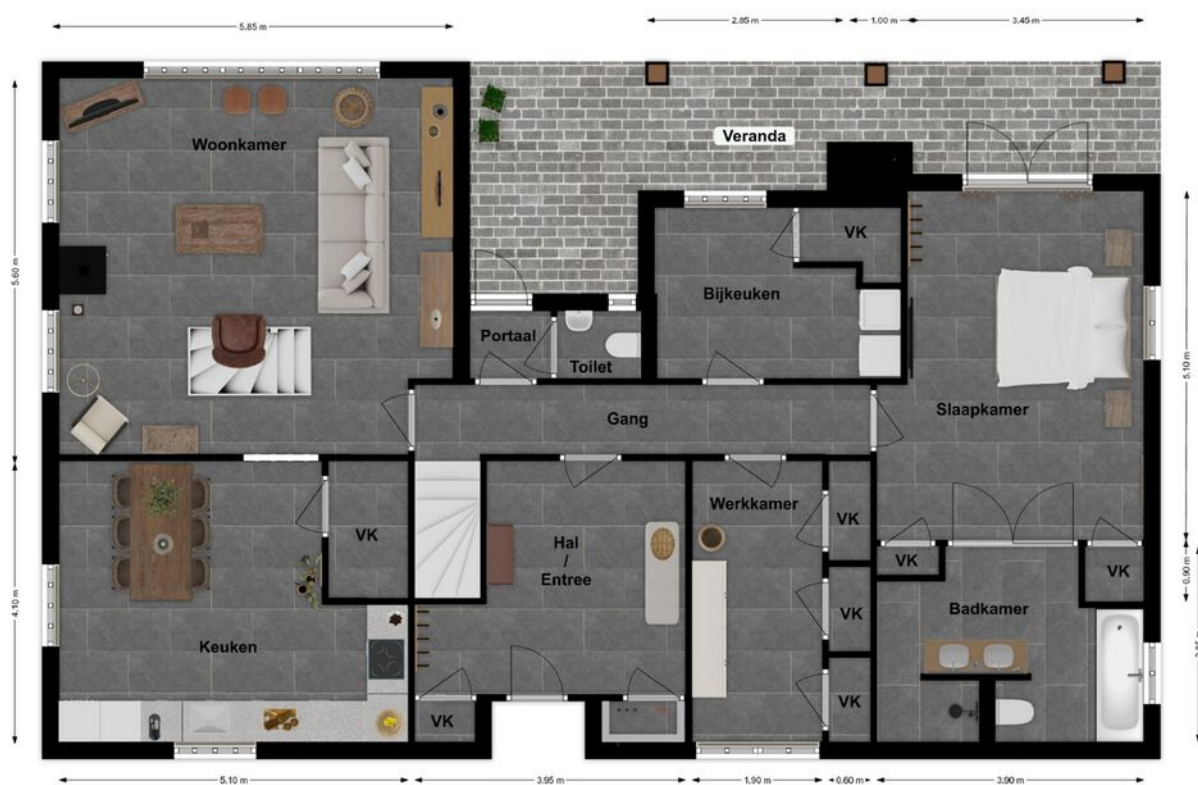 5.85 m
2.85 m
1.00 m
3.45 m
Woonkamer
Veranda
5.60 m
VK
Bijkeuken
Portaal
Toilet
5.10 m
Slaapkamer
Gang
Werkkamer
VK
VK
Hal
/
Entree
VK
VK
0.90 m
4.10 m
VK
Badkamer
Keuken
VK
VK
5.10 m
3.95 m
1.90 m
0.60 m
3.90 m